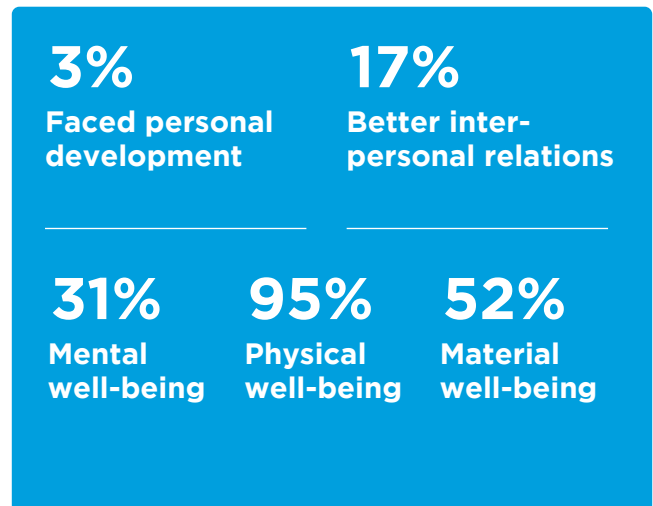 3%
Faced personal
development
17%
Better inter-
personal relations
31%
Mental
well-being
95%
Physical
well-being
52%
Material
well-being